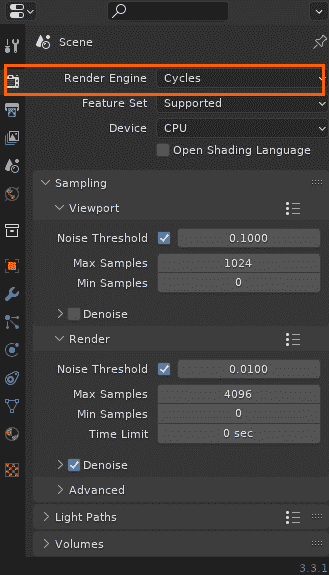 Scene
Render Engine Cycles
Feature Set Supported
Device CPU
Open Shading Language
Sampling
Viewport
Noise Threshold 0.1000
Max Samples 1024
Min Samples 0
Denoise
Render
Noise Threshold 0.0100
Max Samples 4096
Min Samples 0
Time Limit 0 sec
Denoise
Advanced
Light Paths
Volumes
3.3.1